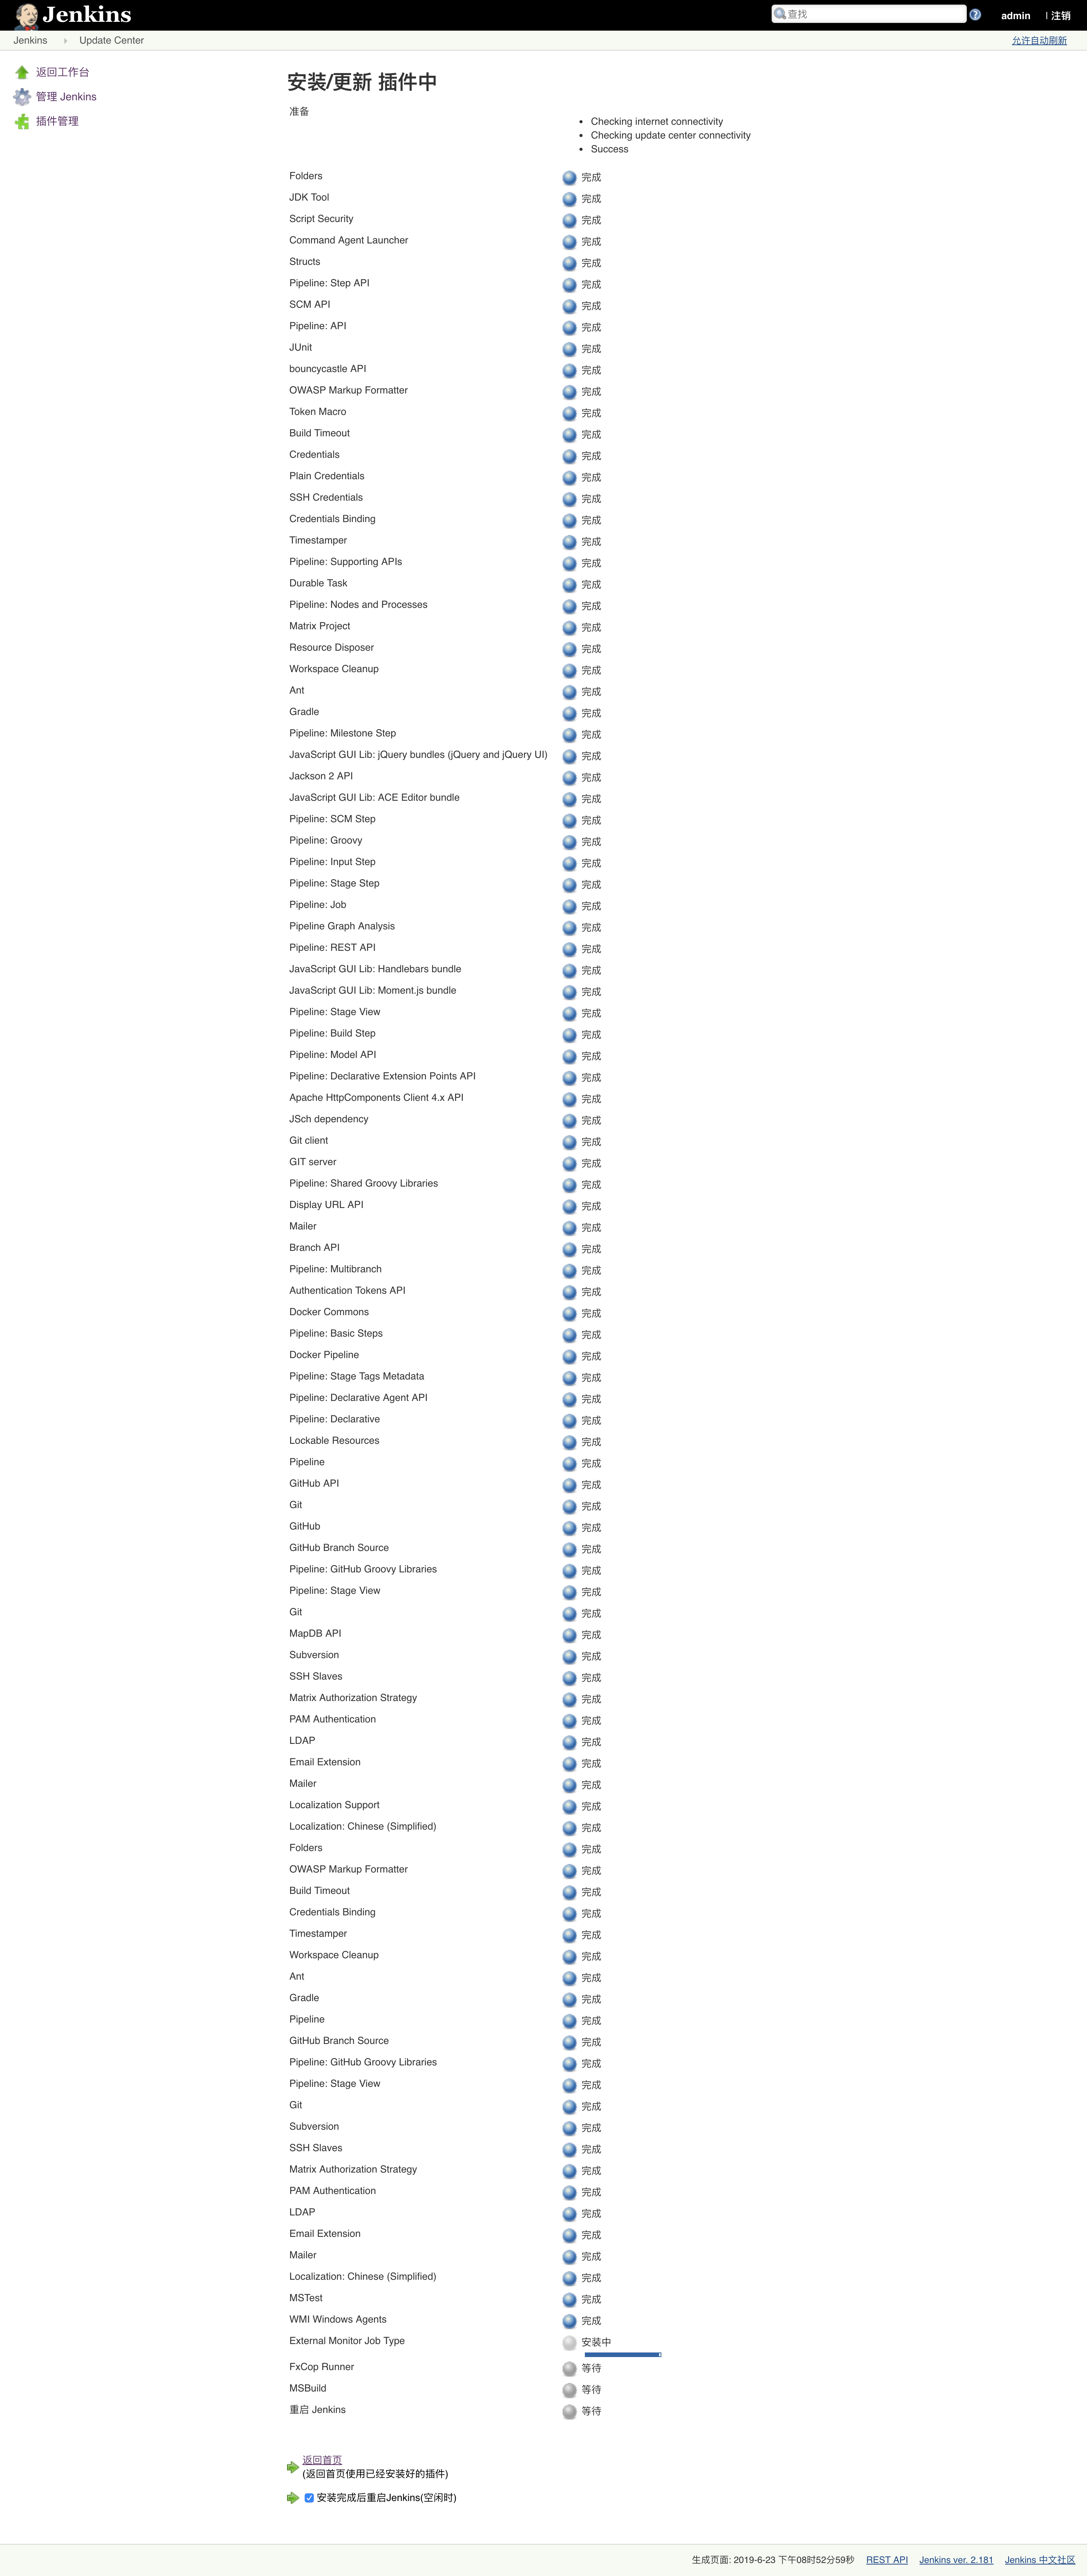 Jenkins
查找
admin
| 注销
Jenkins
Update Center
允许自动刷新
返回工作台
管理 Jenkins
插件管理
安装/更新 插件中
准备
Checking internet connectivity
Checking update center connectivity
Success
Folders 完成
JDK Tool 完成
Script Security 完成
Command Agent Launcher 完成
Structs 完成
Pipeline: Step API 完成
SCM API 完成
Pipeline: API 完成
JUnit 完成
bouncycastle API 完成
OWASP Markup Formatter 完成
Token Macro 完成
Build Timeout 完成
Credentials 完成
Plain Credentials 完成
SSH Credentials 完成
Credentials Binding 完成
Timestamper 完成
Pipeline: Supporting APIs 完成
Durable Task 完成
Pipeline: Nodes and Processes 完成
Matrix Project 完成
Resource Disposer 完成
Workspace Cleanup 完成
Ant 完成
Gradle 完成
Pipeline: Milestone Step 完成
JavaScript GUI Lib: jQuery bundles (jQuery and jQuery UI) 完成
Jackson 2 API 完成
JavaScript GUI Lib: ACE Editor bundle 完成
Pipeline: SCM Step 完成
Pipeline: Groovy 完成
Pipeline: Input Step 完成
Pipeline: Stage Step 完成
Pipeline: Job 完成
Pipeline Graph Analysis 完成
Pipeline: REST API 完成
JavaScript GUI Lib: Handlebars bundle 完成
JavaScript GUI Lib: Moment.js bundle 完成
Pipeline: Stage View 完成
Pipeline: Build Step 完成
Pipeline: Model API 完成
Pipeline: Declarative Extension Points API 完成
Apache HttpComponents Client 4.x API 完成
JSch dependency 完成
Git client 完成
GIT server 完成
Pipeline: Shared Groovy Libraries 完成
Display URL API 完成
Mailer 完成
Branch API 完成
Pipeline: Multibranch 完成
Authentication Tokens API 完成
Docker Commons 完成
Pipeline: Basic Steps 完成
Docker Pipeline 完成
Pipeline: Stage Tags Metadata 完成
Pipeline: Declarative Agent API 完成
Pipeline: Declarative 完成
Lockable Resources 完成
Pipeline 完成
GitHub API 完成
Git 完成
GitHub 完成
GitHub Branch Source 完成
Pipeline: GitHub Groovy Libraries 完成
Pipeline: Stage View 完成
Git 完成
MapDB API 完成
Subversion 完成
SSH Slaves 完成
Matrix Authorization Strategy 完成
PAM Authentication 完成
LDAP 完成
Email Extension 完成
Mailer 完成
Localization Support 完成
Localization: Chinese (Simplified) 完成
Folders 完成
OWASP Markup Formatter 完成
Build Timeout 完成
Credentials Binding 完成
Timestamper 完成
Workspace Cleanup 完成
Ant 完成
Gradle 完成
Pipeline 完成
GitHub Branch Source 完成
Pipeline: GitHub Groovy Libraries 完成
Pipeline: Stage View 完成
Git 完成
Subversion 完成
SSH Slaves 完成
Matrix Authorization Strategy 完成
PAM Authentication 完成
LDAP 完成
Email Extension 完成
Mailer 完成
Localization: Chinese (Simplified) 完成
MSTest 完成
WMI Windows Agents 完成
External Monitor Job Type 安装中
FxCop Runner 等待
MSBuild 等待
重启 Jenkins 等待
返回首页
(返回首页使用已经安装好的插件)
安装完成后重启Jenkins(空闲时)
生成页面: 2019-6-23 下午08时52分59秒 REST API Jenkins ver. 2.181 Jenkins 中文社区